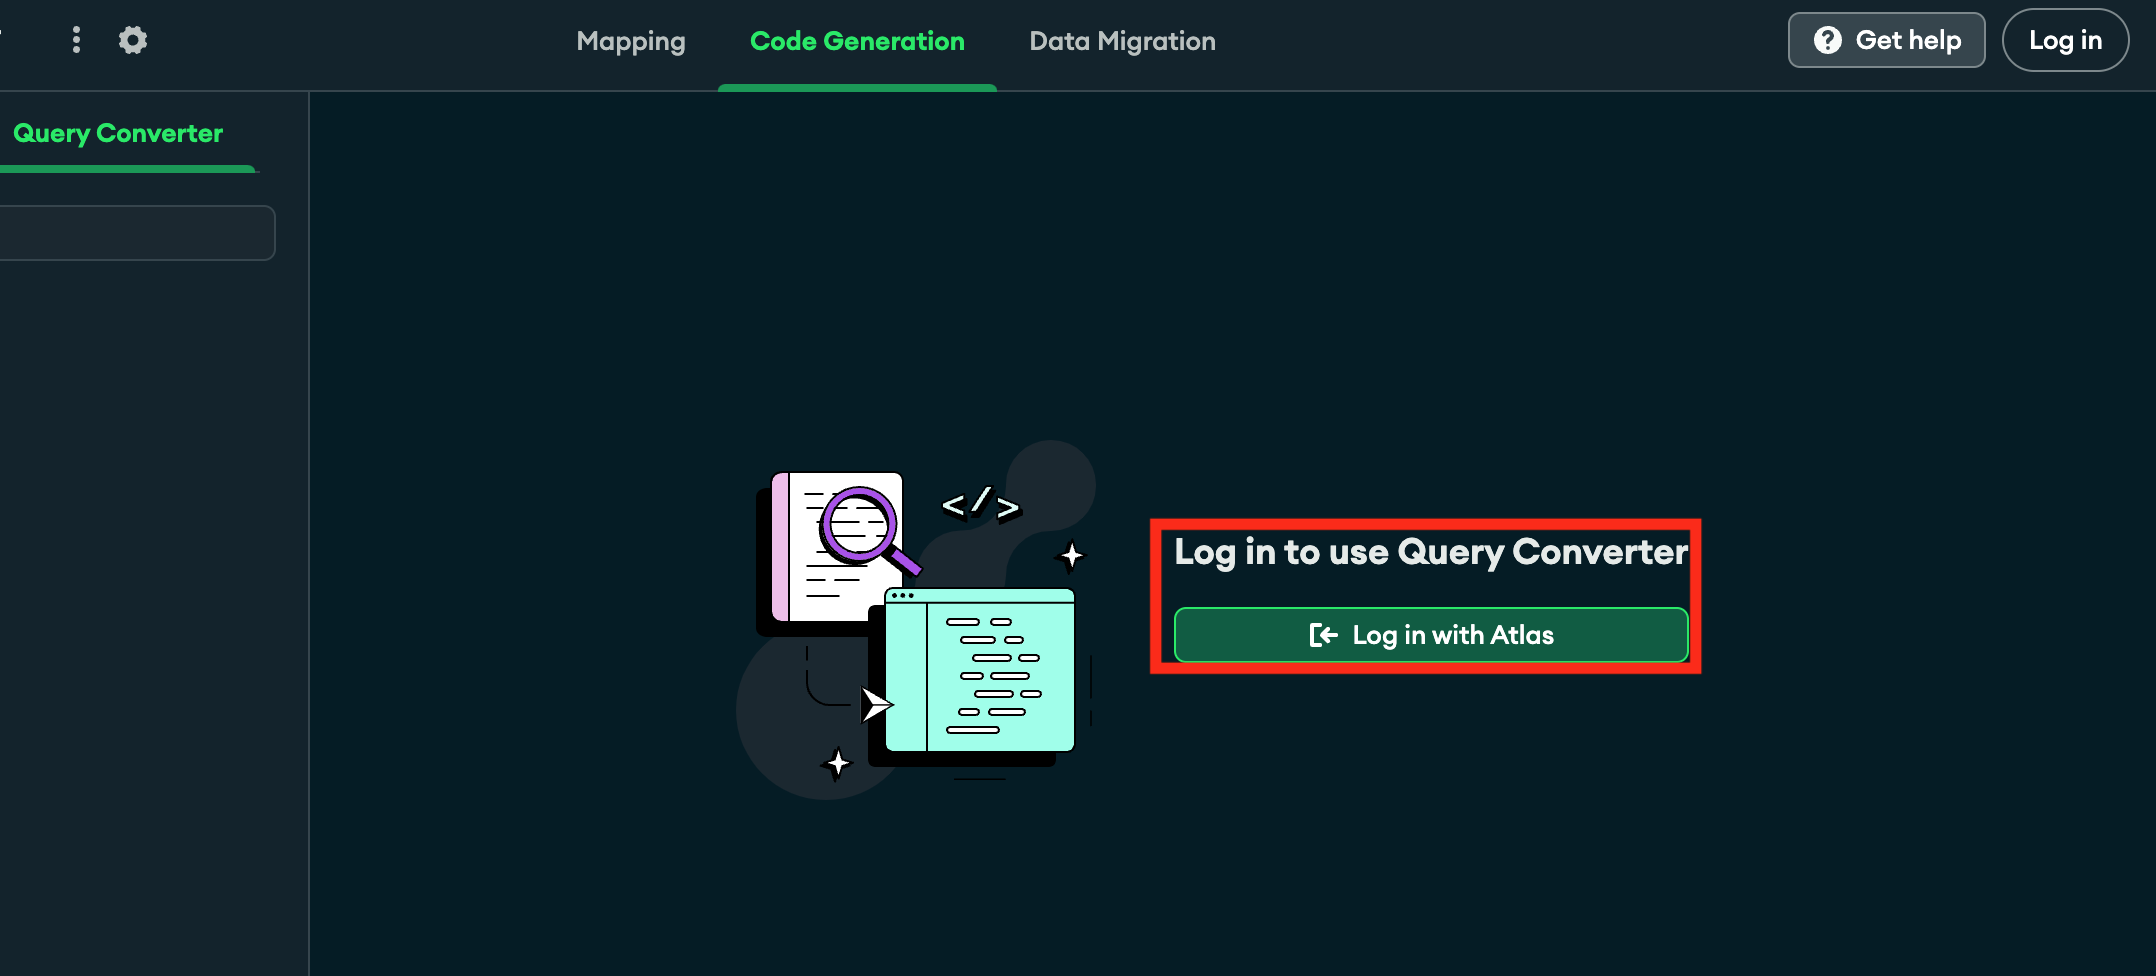 Mapping
Code Generation
Data Migration
Get help
Log in
Query Converter
</>
Log in to use Query Converter
Log in with Atlas